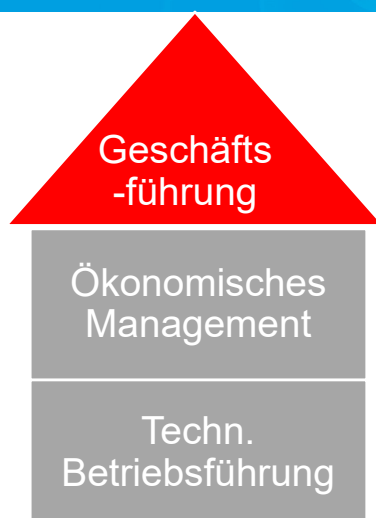 Geschäfts
-führung
Ökonomisches
Management
Techn.
Betriebsführung